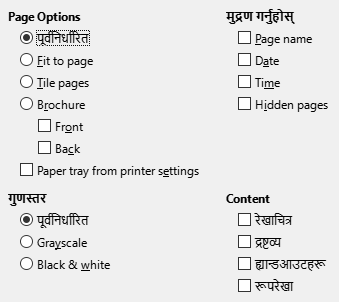 Page Options
पूर्वनिर्धारित
Fit to page
Tile pages
Brochure
Front
Back
Paper tray from printer settings
मूद्रण गर्नुहोस्
Page name
Date
Time
Hidden pages
गुणस्तर
पूर्वनिर्धारित
Grayscale
Black & white
Content
रेखाचित्र
द्रष्टव्य
ह्यान्डआउटहरू
रूपरेखा